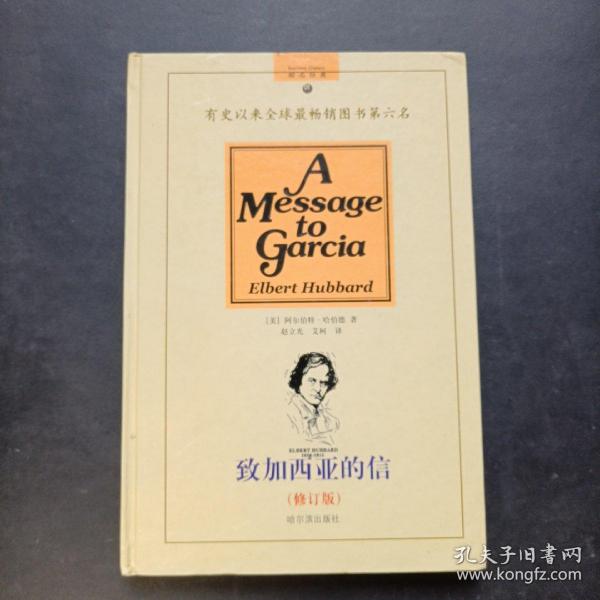 有史以来全球最畅销图书第六名
A
Message
to
Garcia
Elbert Hubbard
[美] 阿尔伯特·哈伯德 著
赵立光 艾柯 译
ELBERT HUBBARD
致加西亚的信
(修订版)
哈尔滨出版社
孔夫子旧书网
www.kongfz.com